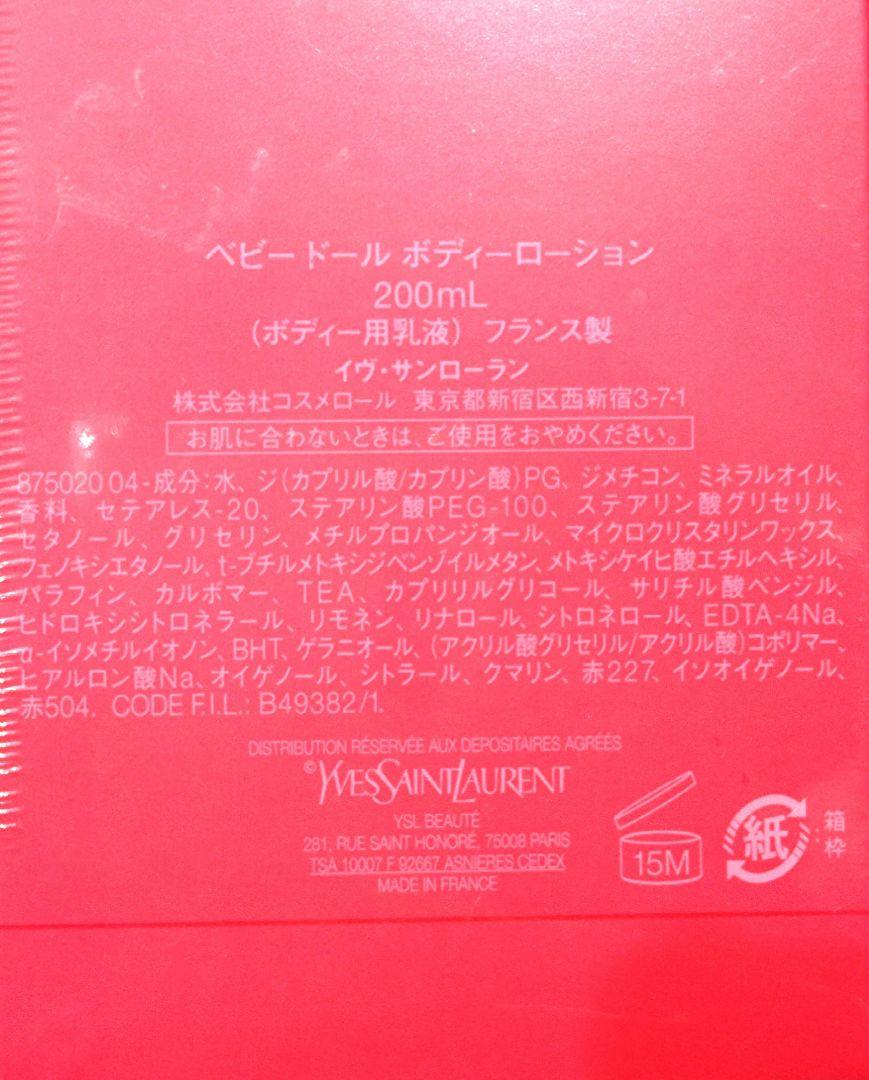 ベビー ドール ボディーローション
200mL
(ボディー用乳液) フランス製
イヴ・サンローラン
株式会社コスメロール 東京都新宿区西新宿3-7-1
お肌に合わないときは、ご使用をおやめください。
875020 04-成分:水、ジ(カプリル酸/カプリン酸)PG、ジメチコン、ミネラルオイル、
香料、セテアレス-20、ステアリン酸PEG-100、ステアリン酸グリセリル、
セタノール、グリセリン、メチルプロパンジオール、マイクロクリスタリンワックス、
フェノキシエタノール、t-ブチルメトキシジベンゾイルメタン、メトキシケイヒ酸エチルヘキシル、
パラフィン、カルボマー、TEA、カプリリルグリコール、サリチル酸ベンジル、
ヒドロキシシトロネラール、リモネン、リナロール、シトロネロール、EDTA-4Na、
α-イソメチルイオノン、BHT、ゲラニオール、(アクリル酸グリセリル/アクリル酸)コポリマー、
ヒアルロン酸Na、オイゲノール、シトラール、クマリン、赤227、イソオイゲノール、
赤504. CODE F.I.L.: B49382/1.
DISTRIBUTION RÉSERVÉE AUX DEPOSITAIRES AGRÉÉS
©YVESSAINTLAURENT
YSL BEAUTÉ
281, RUE SAINT HONORÉ, 75008 PARIS
TSA 10007 F 92667 ASNIERES CEDEX
MADE IN FRANCE
15M
紙
:箱
枠